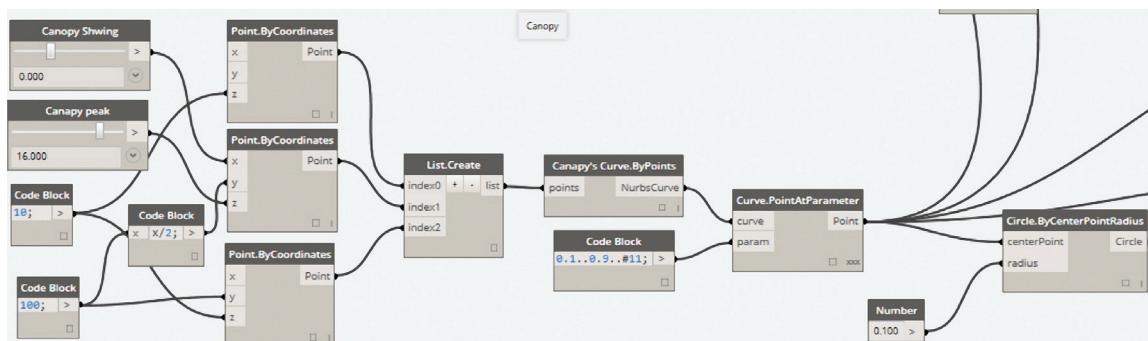 Canopy Shwing
>
0.000
Canapy peak
>
16.000
Code Block
10; >
Code Block
100; >
Code Block
x x/2; >
Point.ByCoordinates
x Point
y
z
Point.ByCoordinates
x Point
y
z
Point.ByCoordinates
x Point
y
z
Canopy
List.Create
index0 + - list
index1
index2
Canapy's Curve.ByPoints
points NurbsCurve
Code Block
0.1..0.9..#11; >
Curve.PointAtParameter
curve Point
param
xxx
Circle.ByCenterPointRadius
centerPoint Circle
radius
Number
0.100 >